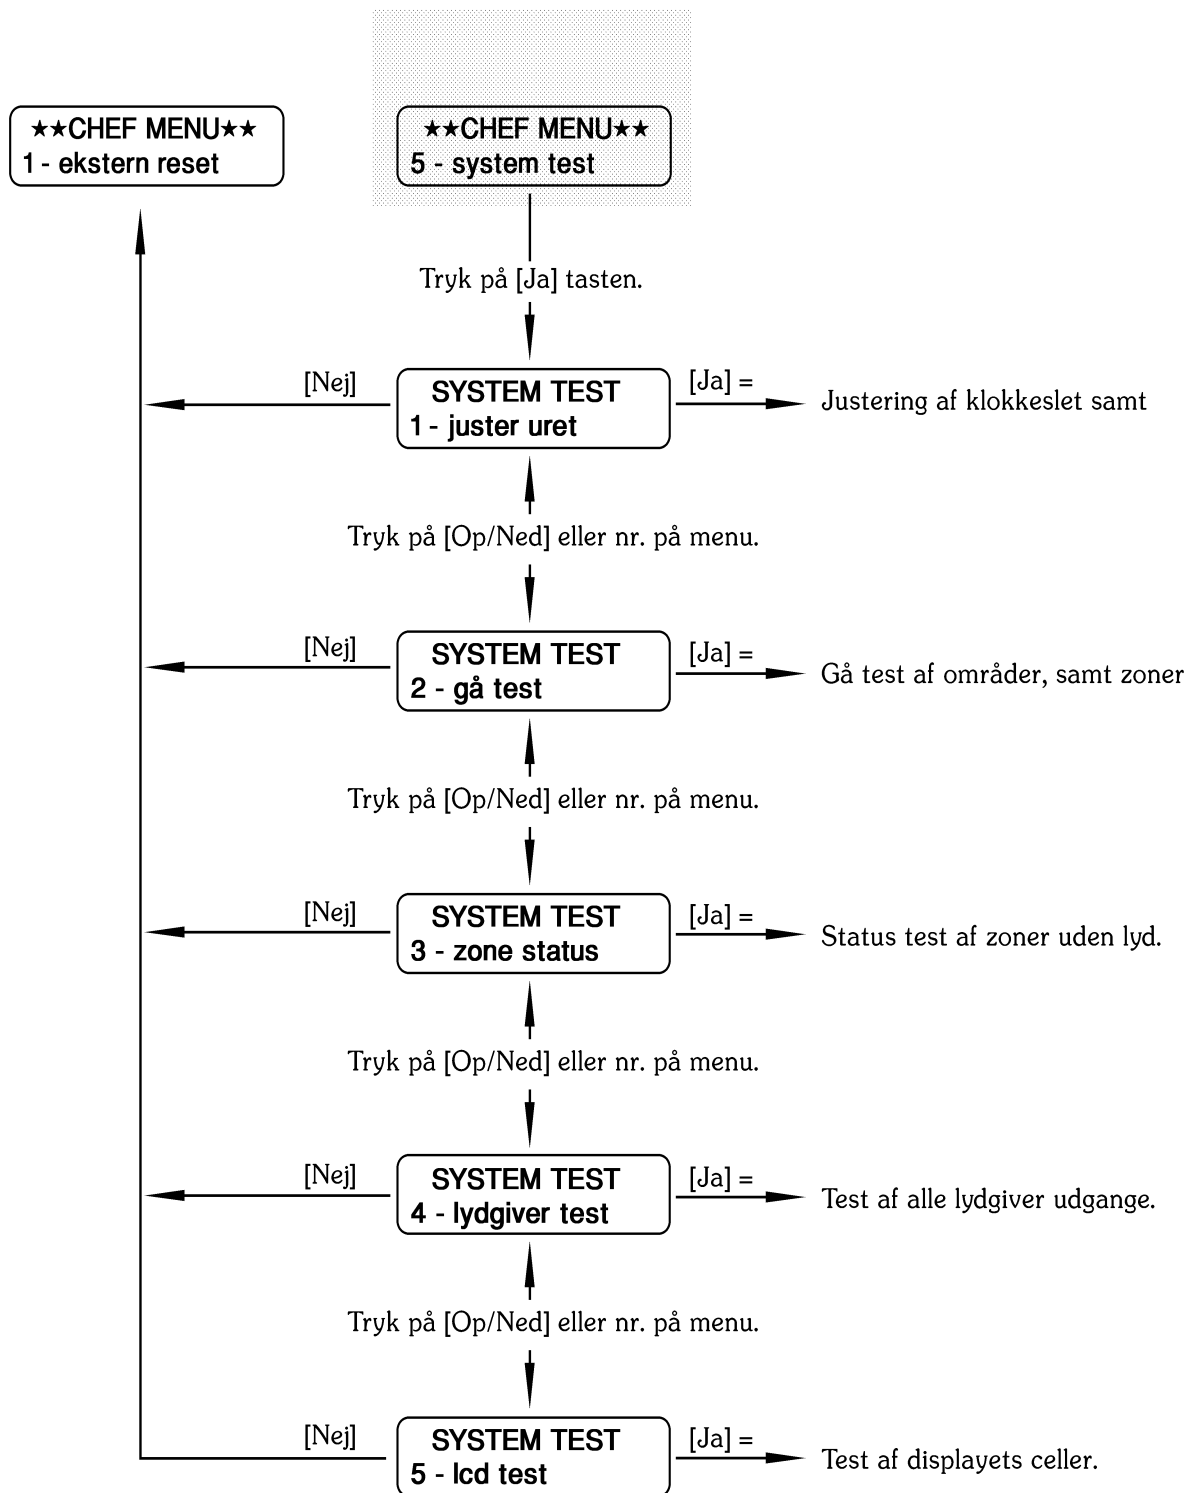 ★★CHEF MENU★★
1 - ekstern reset
★★CHEF MENU★★
5 - system test
Tryk på [Ja] tasten.
[Nej]
SYSTEM TEST
1 - juster uret
[Ja] =
Justering af klokkeslet samt
Tryk på [Op/Ned] eller nr. på menu.
[Nej]
SYSTEM TEST
2 - gå test
[Ja] =
Gå test af områder, samt zoner
Tryk på [Op/Ned] eller nr. på menu.
[Nej]
SYSTEM TEST
3 - zone status
[Ja] =
Status test af zoner uden lyd.
Tryk på [Op/Ned] eller nr. på menu.
[Nej]
SYSTEM TEST
4 - lydgiver test
[Ja] =
Test af alle lydgiver udgange.
Tryk på [Op/Ned] eller nr. på menu.
[Nej]
SYSTEM TEST
5 - lcd test
[Ja] =
Test af displayets celler.